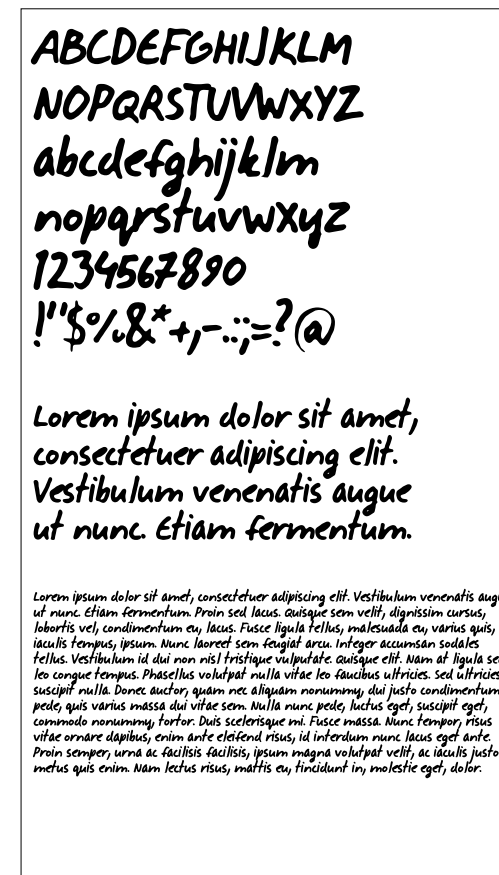 ABCDEFGHIJKLM
NOPQRSTUVWXYZ
abcdefghijklm
nopqrstuvwxyz
1234567890
!"$%&*+,-.:;=?@
Lorem ipsum dolor sit amet,
consectetuer adipiscing elit.
Vestibulum venenatis augue
ut nunc. Etiam fermentum.
Lorem ipsum dolor sit amet, consectetuer adipiscing elit. Vestibulum venenatis augu
ut nunc. Etiam fermentum. Proin sed lacus. Quisque sem velit, dignissim cursus,
lobortis vel, condimentum eu, lacus. Fusce ligula tellus, malesuada eu, varius quis,
iaculis tempus, ipsum. Nunc laoreet sem feugiat arcu. Integer accumsan sodales
tellus. Vestibulum id dui non nisl tristique vulputate. Quisque elit. Nam at ligula se
leo congue tempus. Phasellus volutpat nulla vitae leo faucibus ultricies. Sed ultricies
suscipit nulla. Donec auctor, quam nec aliquam nonummy, dui justo condimentum
pede, quis varius massa dui vitae sem. Nulla nunc pede, luctus eget, suscipit eget,
commodo nonummy, tortor. Duis scelerisque mi. Fusce massa. Nunc tempor, risus
vitae ornare dapibus, enim ante eleifend risus, id interdum nunc lacus eget ante.
Proin semper, urna ac facilisis facilisis, ipsum magna volutpat velit, ac iaculis justo
metus quis enim. Nam lectus risus, mattis eu, tincidunt in, molestie eget, dolor.